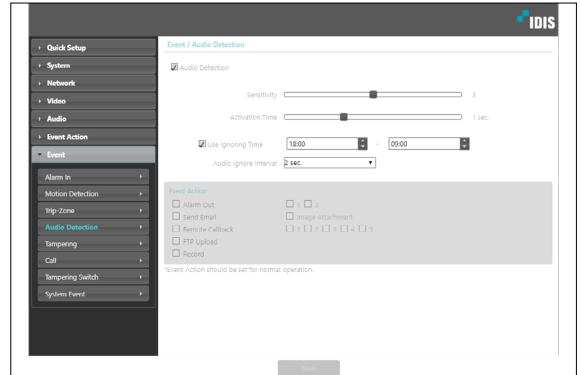 IDIS
Quick Setup
System
Network
Video
Audio
Event Action
Event
Alarm In
Motion Detection
Trip-Zone
Audio Detection
Tampering
Call
Tampering Switch
System Event
Event / Audio Detection
Audio Detection
Sensitivity 3
Activation Time 1 sec.
Use Ignoring Time 18:00 - 09:00
Audio Ignore Interval 2 sec.
Event Action
Alarm Out 1 2
Send Email Image Attachment
Remote Callback 1 2 3 4 5
FTP Upload
Record
*Event Action should be set for normal operation.
Save